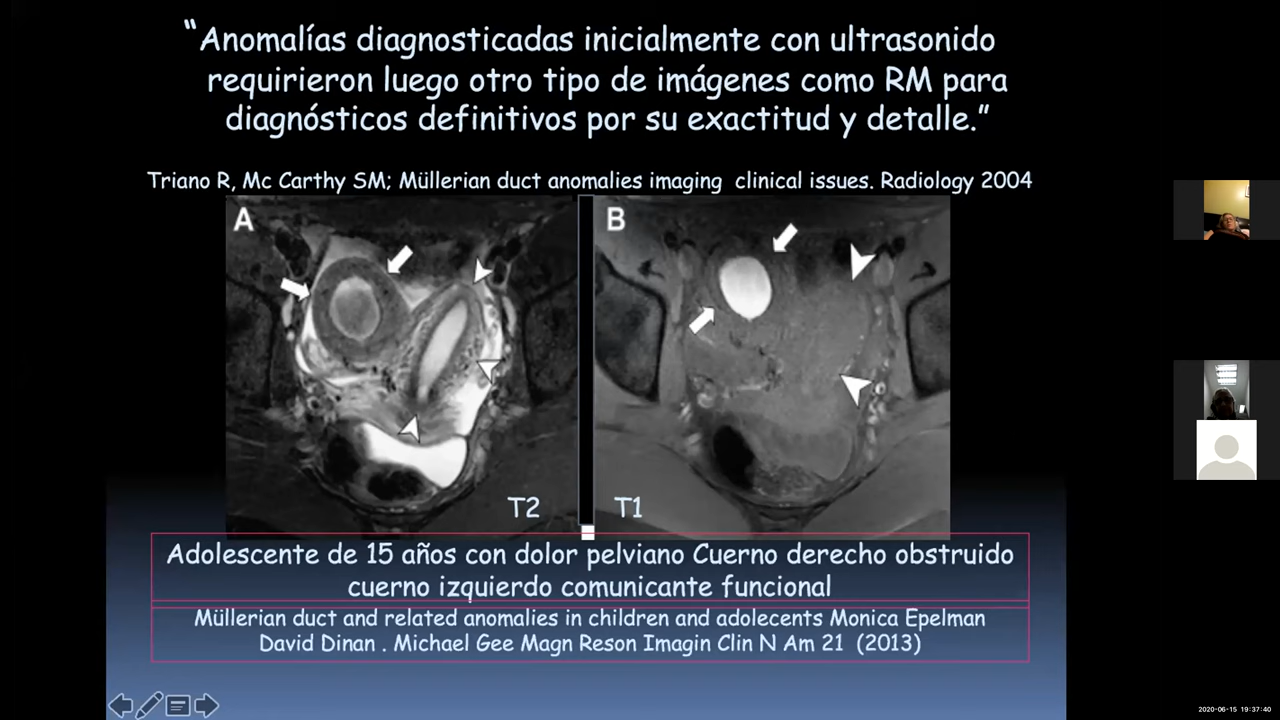 “Anomalías diagnosticadas inicialmente con ultrasonido
requirieron luego otro tipo de imágenes como RM para
diagnósticos definitivos por su exactitud y detalle.”
Triano R, Mc Carthy SM; Müllerian duct anomalies imaging clinical issues. Radiology 2004
A
B
T2
T1
Adolescente de 15 años con dolor pelviano Cuerno derecho obstruido
cuerno izquierdo comunicante funcional
Müllerian duct and related anomalies in children and adolecents Monica Epelman
David Dinan . Michael Gee Magn Reson Imagin Clin N Am 21 (2013)
2020-06-15 19:37:40